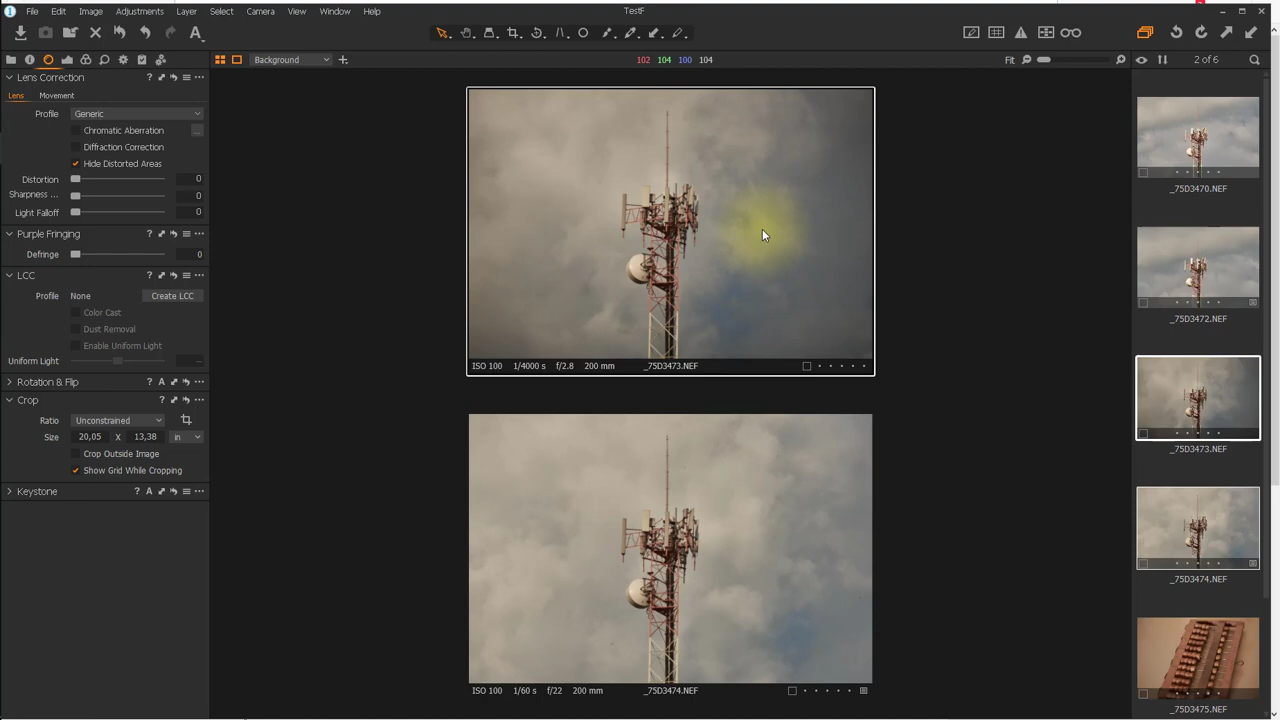 File Edit Image Adjustments Layer Select Camera View Window Help TestF
Background 102 104 100 104 Fit 2 of 6
Lens Correction ?
Lens Movement
Profile Generic
Chromatic Aberration ...
Diffraction Correction
Hide Distorted Areas
Distortion 0
Sharpness ... 0
Light Falloff 0
Purple Fringing ?
Defringe 0
LCC ?
Profile None Create LCC
Color Cast
Dust Removal
Enable Uniform Light
Uniform Light ...
Rotation & Flip ? A
Crop ?
Ratio Unconstrained
Size 20,05 X 13,38 in
Crop Outside Image
Show Grid While Cropping
Keystone ? A
ISO 100 1/4000 s f/2.8 200 mm _75D3473.NEF
ISO 100 1/60 s f/22 200 mm _75D3474.NEF
_75D3470.NEF
_75D3472.NEF
_75D3473.NEF
_75D3474.NEF
_75D3475.NEF